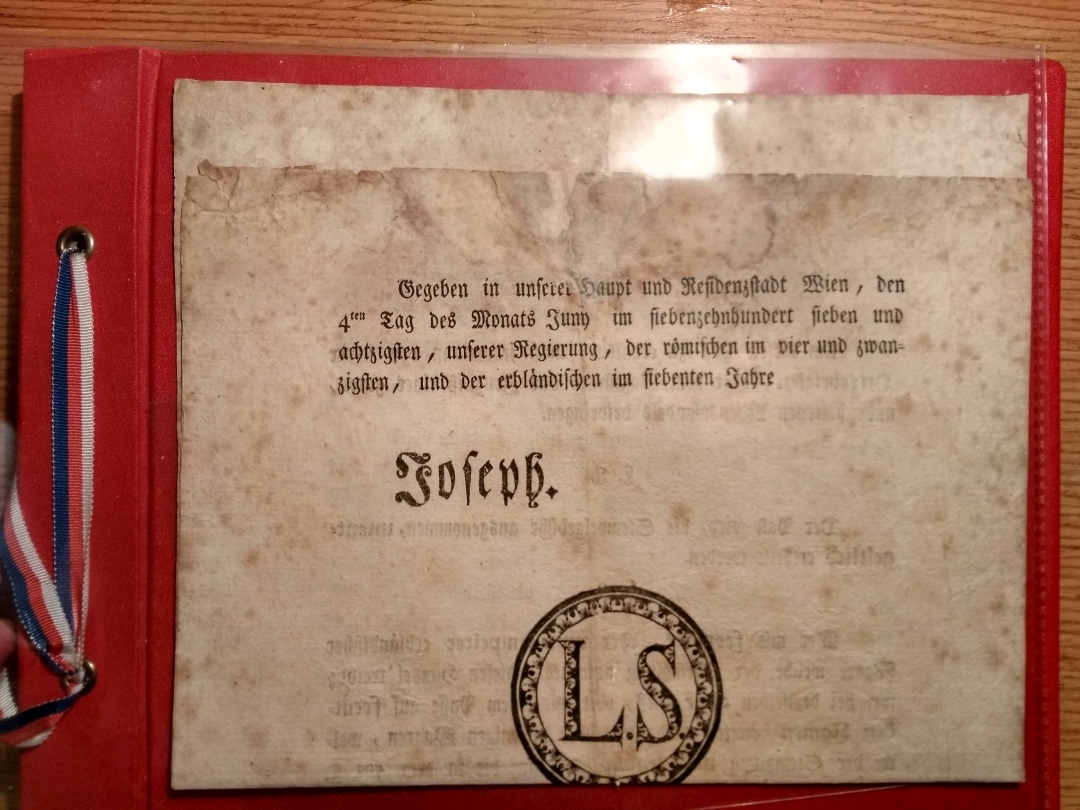 Gegeben in unserer Haupt und Residenzstadt Wien, den
4ten Tag des Monats Juny im siebenzehnhundert sieben und
achtzigsten, unserer Regierung, der römischen im vier und zwan-
zigsten, und der erbländischen im siebenten Jahre
Joseph.
L.S.